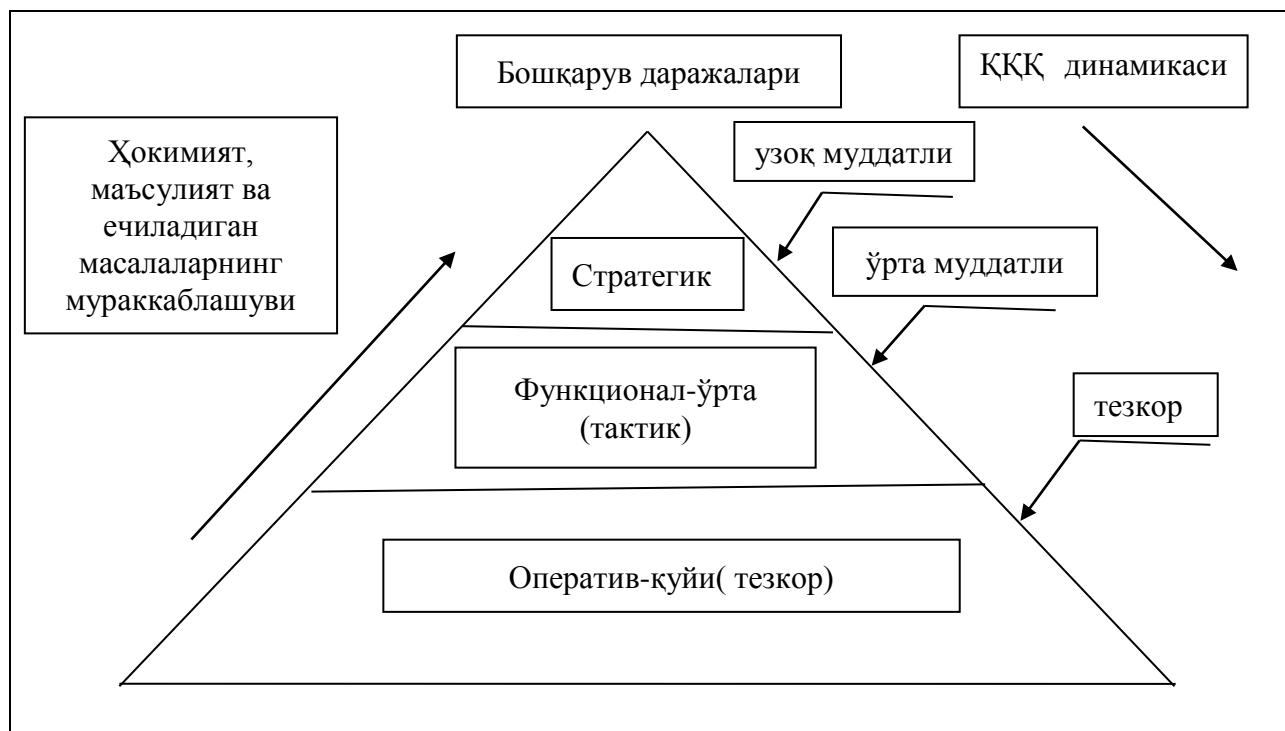 Бошқарув даражалари
ҚҚҚ динамикаси
Ҳокимият,
маъсулият ва
ечиладиган
масалаларнинг
мураккаблашуви
узоқ муддатли
Стратегик
ўрта муддатли
Функционал-ўрта
(тактик)
тезкор
Оператив-қуйи( тезкор)